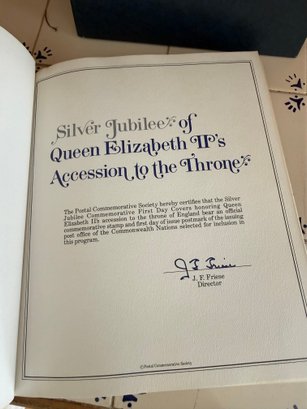 Silver Jubilee of
Queen Elizabeth II's
Accession to the Throne
The Postal Commemorative Society hereby certifies that the Silver
Jubilee Commemorative First Day Covers honoring Queen
Elizabeth II's accession to the throne of England bear an official
commemorative stamp and first day of issue postmark of the issuing
post office of the Commonwealth Nations selected for inclusion in
this program.
J F Friese
J. F. Friese
Director
©Postal Commemorative Society